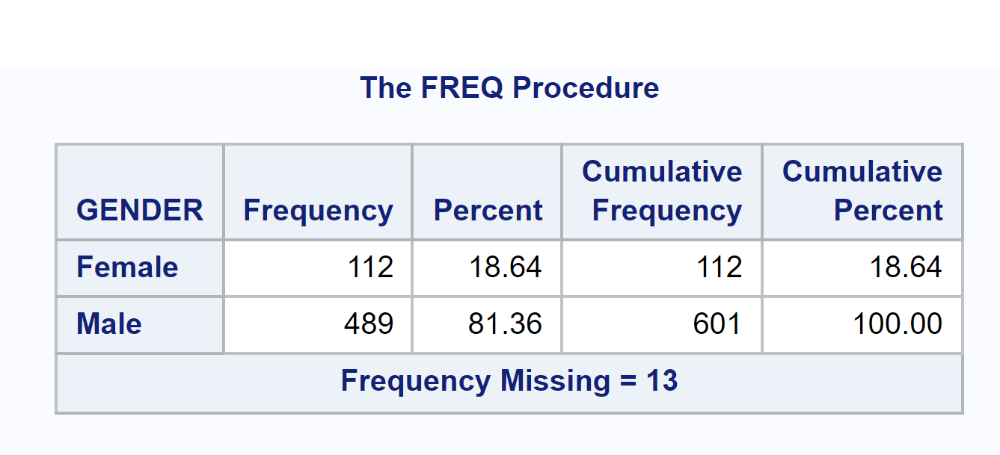 The FREQ Procedure
GENDER Frequency Percent Cumulative Frequency Cumulative Percent
Female 112 18.64 112 18.64
Male 489 81.36 601 100.00
Frequency Missing = 13